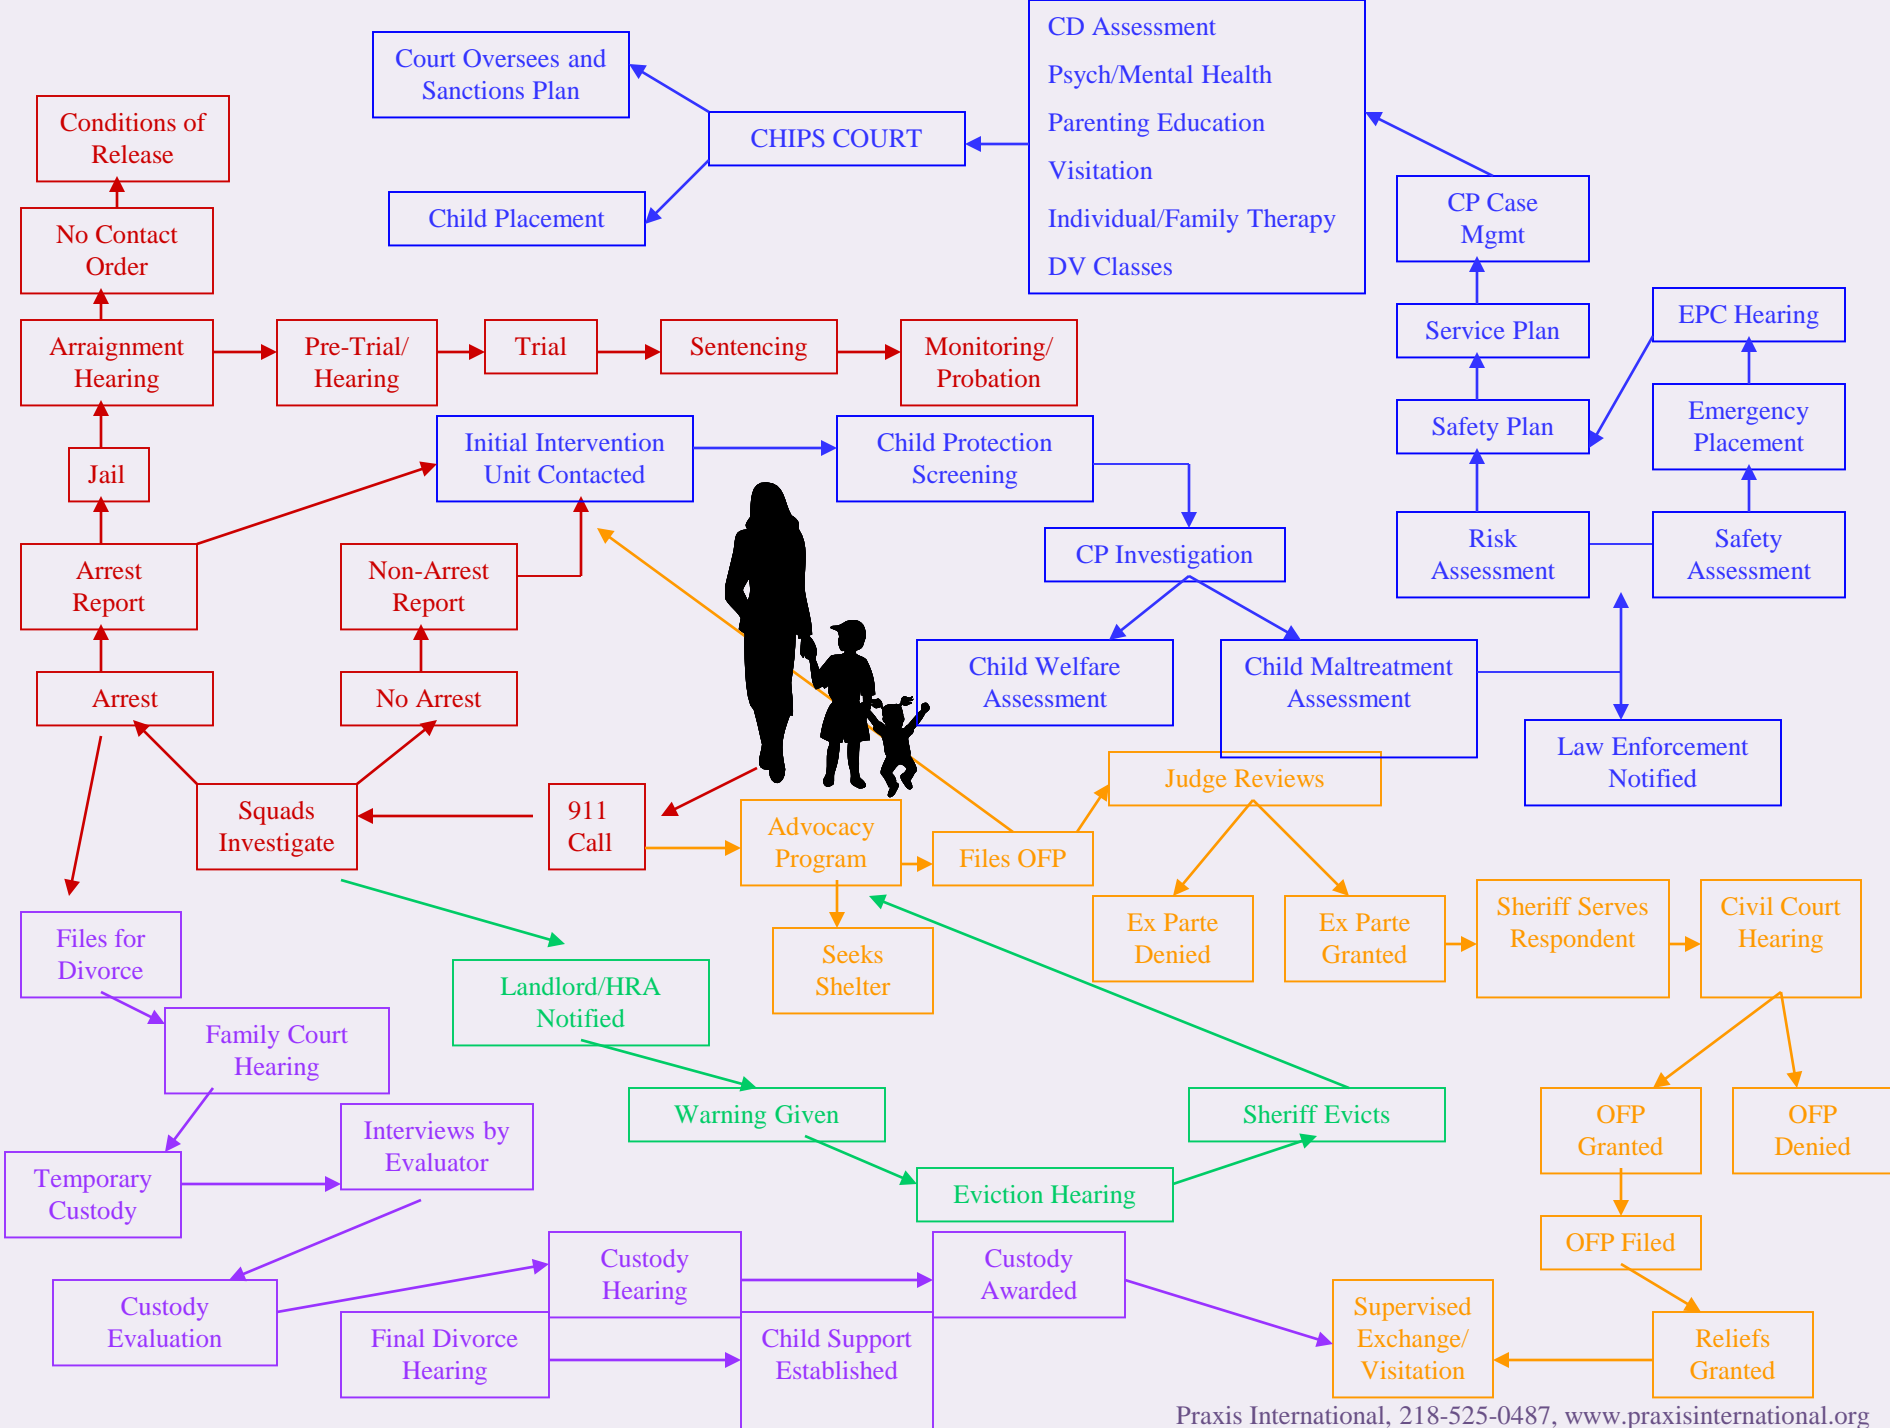 CD Assessment
Psych/Mental Health
Parenting Education
Visitation
Individual/Family Therapy
DV Classes
Court Oversees and
Sanctions Plan
CHIPS COURT
Child Placement
Conditions of
Release
No Contact
Order
CP Case
Mgmt
Service Plan
EPC Hearing
Arraignment
Hearing
Pre-Trial/
Hearing
Trial
Sentencing
Monitoring/
Probation
Safety Plan
Emergency
Placement
Jail
Initial Intervention
Unit Contacted
Child Protection
Screening
Arrest
Report
Non-Arrest
Report
CP Investigation
Risk
Assessment
Safety
Assessment
Arrest
No Arrest
Child Welfare
Assessment
Child Maltreatment
Assessment
Law Enforcement
Notified
Squads
Investigate
911
Call
Advocacy
Program
Files OFP
Judge Reviews
Files for
Divorce
Landlord/HRA
Notified
Seeks
Shelter
Ex Parte
Denied
Ex Parte
Granted
Sheriff Serves
Respondent
Civil Court
Hearing
Family Court
Hearing
Warning Given
Sheriff Evicts
OFP
Granted
OFP
Denied
Temporary
Custody
Interviews by
Evaluator
Eviction Hearing
OFP Filed
Custody
Evaluation
Custody
Hearing
Custody
Awarded
Final Divorce
Hearing
Child Support
Established
Supervised
Exchange/
Visitation
Reliefs
Granted
Praxis International, 218-525-0487, www.praxisinternational.org